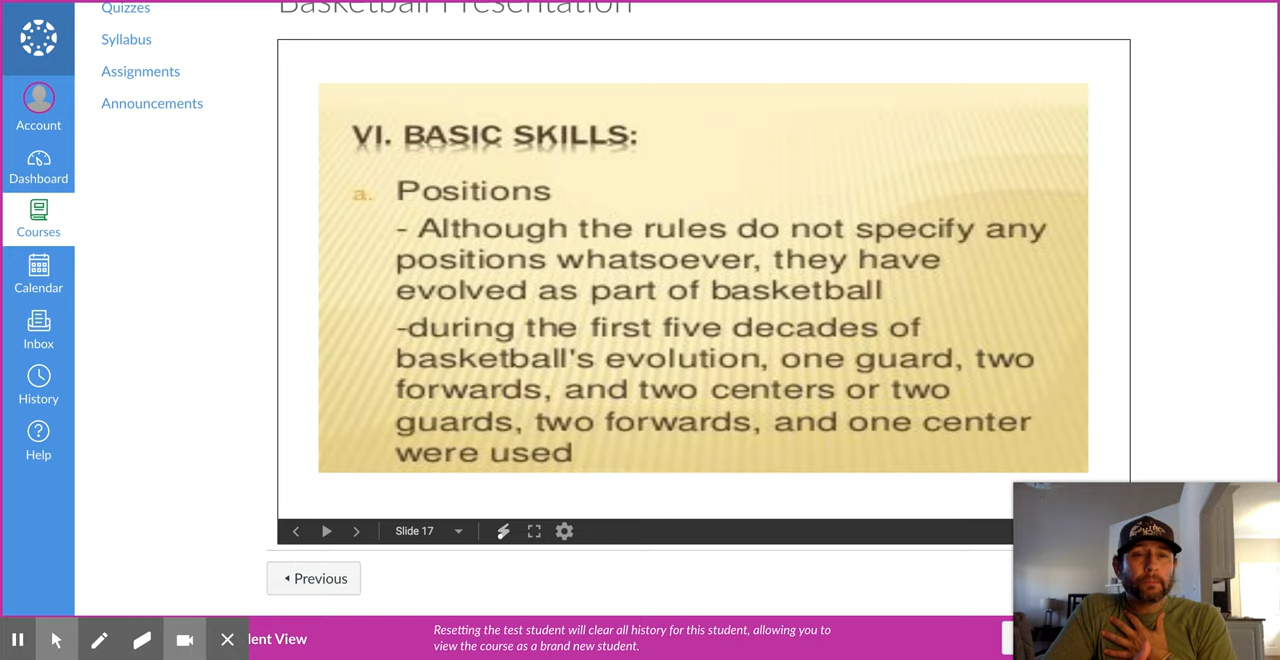 Quizzes
Basketball Presentation
Syllabus
Assignments
Announcements
Account
Dashboard
Courses
Calendar
Inbox
History
Help
VI. BASIC SKILLS:
a. Positions
- Although the rules do not specify any
positions whatsoever, they have
evolved as part of basketball
-during the first five decades of
basketball's evolution, one guard, two
forwards, and two centers or two
guards, two forwards, and one center
were used
Slide 17
Previous
lent View
Resetting the test student will clear all history for this student, allowing you to
view the course as a brand new student.